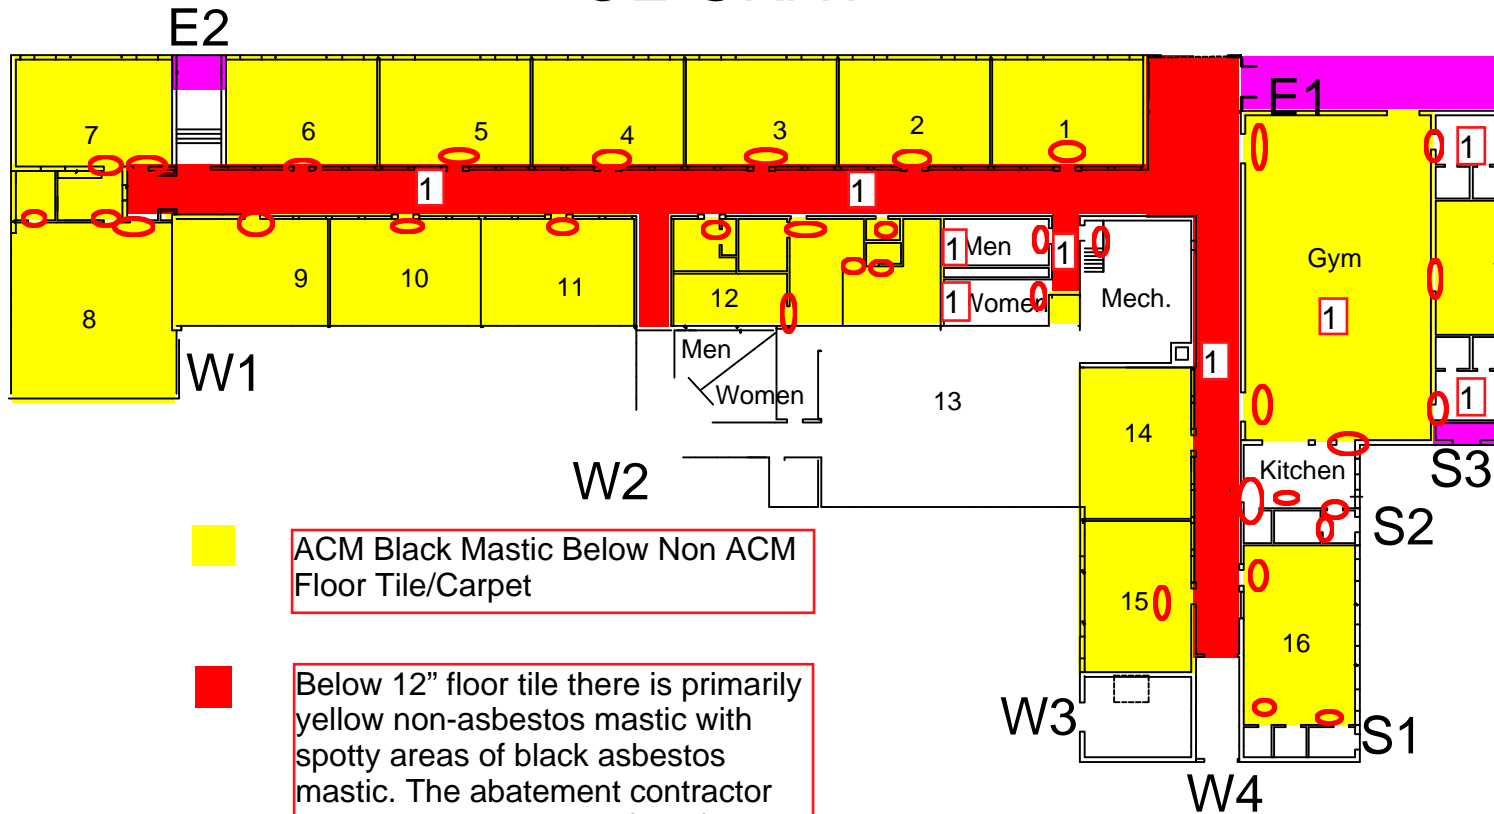 E2
E1
7
6
5
4
3
2
1
1
1
1
1
Men
1
Women
1
Mech.
Gym
1
1
1
8
9
10
11
12
W1
Men
Women
13
14
W2
Kitchen
S3
S2
ACM Black Mastic Below Non ACM
Floor Tile/Carpet
15
16
Below 12” floor tile there is primarily
yellow non-asbestos mastic with
spotty areas of black asbestos
mastic. The abatement contractor
W3
S1
W4